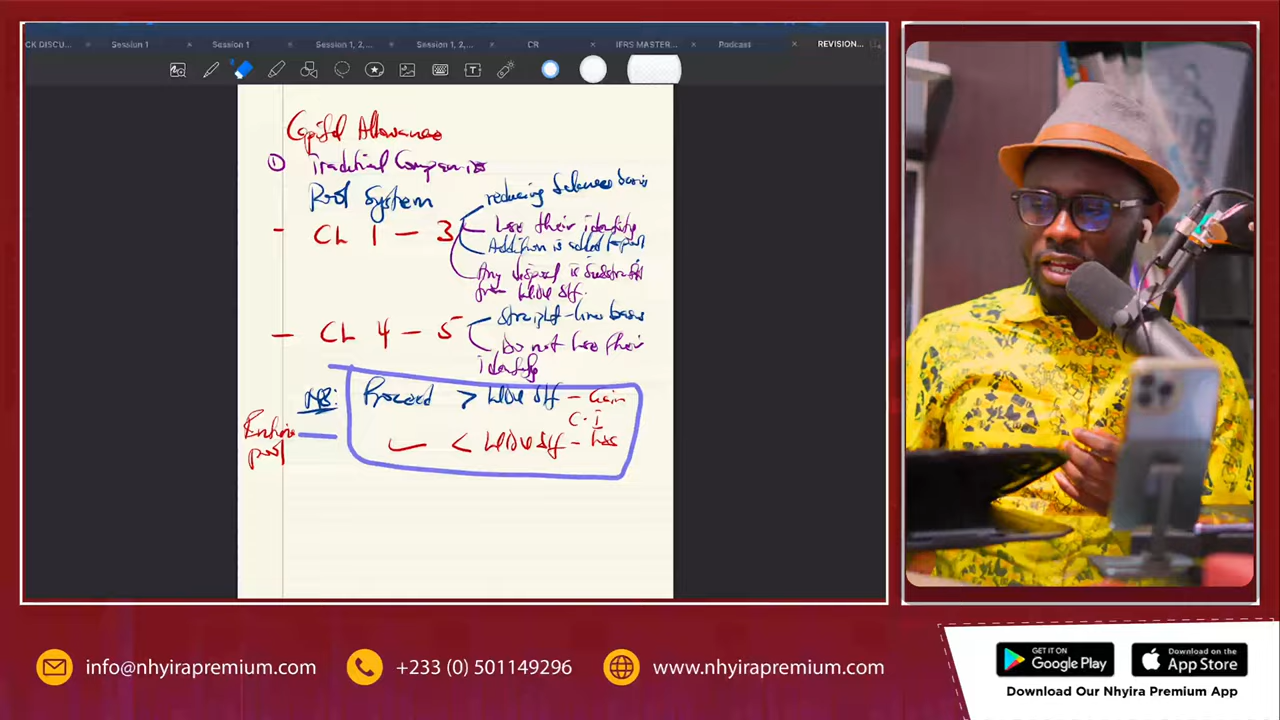 CK DISCU... Session 1 Session 1 Session 1, 2,... Session 1, 2,... CR IFRS MASTER... Podcast REVISION...
Capital Allowance
① Traditional Companies
Pool System
reducing balance basis
- CL 1 - 3
Lose their identity
Addition is added to pool
Any disposal is subtracted
from WDV b/f.
- CL 4 - 5
straight-line basis
Do not lose their
identity
NB: Proceed > WDV b/f - Gain
C.I
< WDV b/f - loss
Entire
pool
info@nhyirapremium.com
+233 (0) 501149296
www.nhyirapremium.com
GET IT ON
Google Play
Download on the
App Store
Download Our Nhyira Premium App